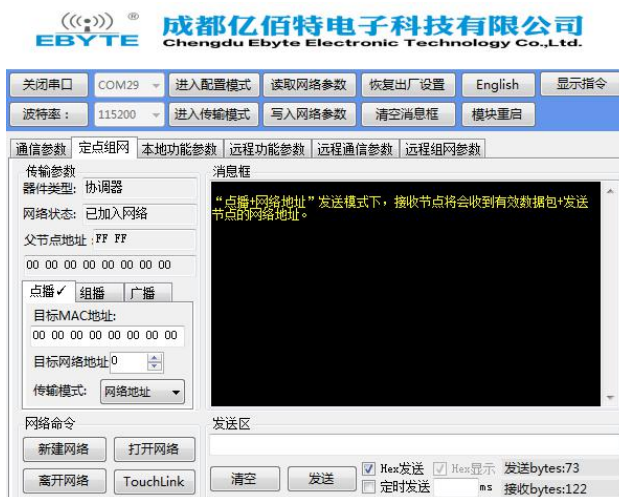 ((•)) ®
EBYTE
成都亿佰特电子科技有限公司
Chengdu Ebyte Electronic Technology Co.,Ltd.
关闭串口 COM29 进入配置模式 读取网络参数 恢复出厂设置 English 显示指令
波特率： 115200 进入传输模式 写入网络参数 清空消息框 模块重启
通信参数 定点组网 本地功能参数 远程功能参数 远程通信参数 远程组网参数
传输参数
器件类型: 协调器
网络状态: 已加入网络
父节点地址:FF FF
00 00 00 00 00 00 00 00
点播✓ 组播 广播
目标MAC地址:
00 00 00 00 00 00 00 00
目标网络地址 0
传输模式: 网络地址
消息框
“点播+网络地址”发送模式下，接收节点将会收到有效数据包+发送
节点的网络地址。
网络命令
新建网络 打开网络
离开网络 TouchLink
发送区
清空 发送 Hex发送 Hex显示 发送bytes:73
定时发送 ms 接收bytes:122